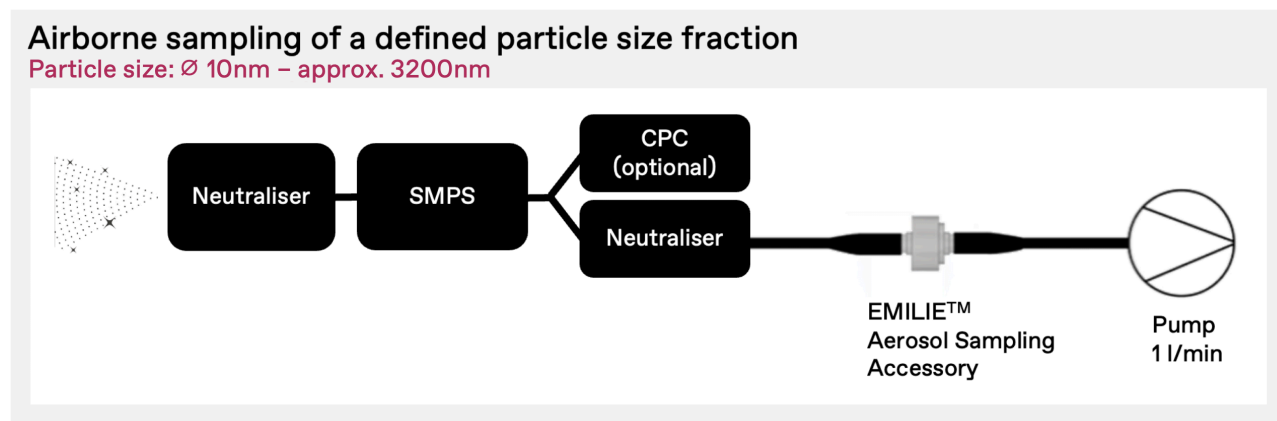 Airborne sampling of a defined particle size fraction
Particle size: Ø 10nm – approx. 3200nm
Neutraliser
SMPS
CPC
(optional)
Neutraliser
EMILIE™
Aerosol Sampling
Accessory
Pump
1 l/min